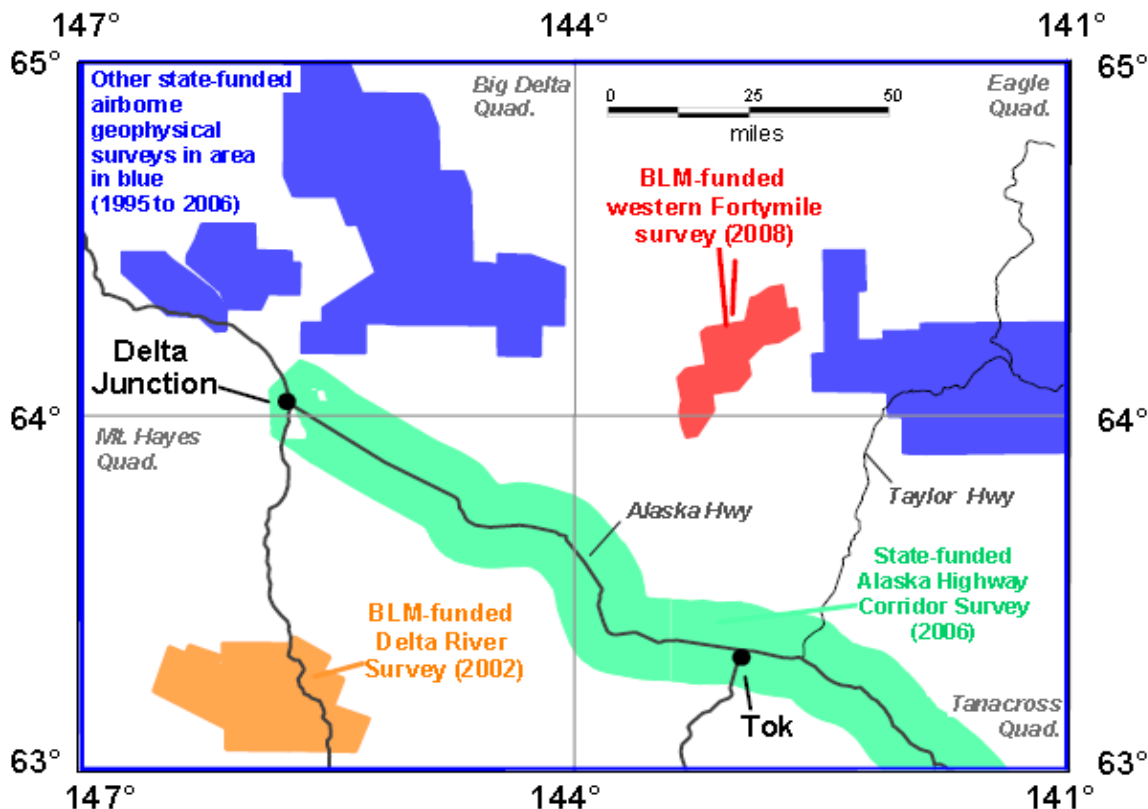 147°
144°
141°
65°
65°
Other state-funded
airborne
geophysical
surveys in area
in blue
(1995 to 2006)
Big Delta
Quad.
Eagle
Quad.
0
25
50
miles
BLM-funded
western Fortymile
survey (2008)
Delta
Junction
64°
64°
Mt. Hayes
Quad.
Taylor Hwy
Alaska Hwy
State-funded
Alaska Highway
Corridor Survey
(2006)
BLM-funded
Delta River
Survey (2002)
Tanacross
Quad.
Tok
63°
63°
147°
144°
141°